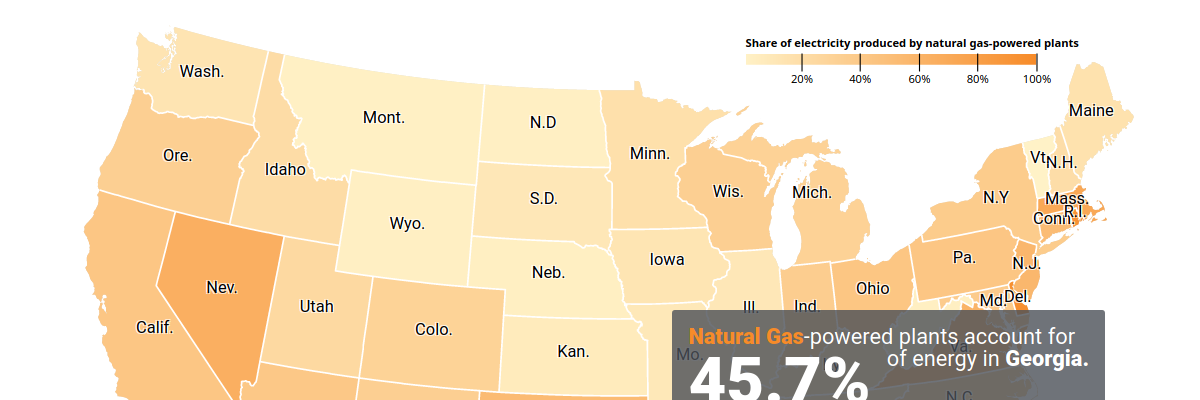 Share of electricity produced by natural gas-powered plants
20% 40% 60% 80% 100%
Wash.
Mont.
N.D
Minn.
Maine
Ore.
Idaho
Wis.
Mich.
Vt.
N.H.
S.D.
N.Y
Mass.
R.I.
Conn.
Wyo.
Iowa
Pa.
N.J.
Neb.
Nev.
Utah
Ohio
Ill.
Ind.
Md.
Del.
Calif.
Colo.
Kan.
Mo.
Va.
N.C.
Natural Gas-powered plants account for
45.7% of energy in Georgia.